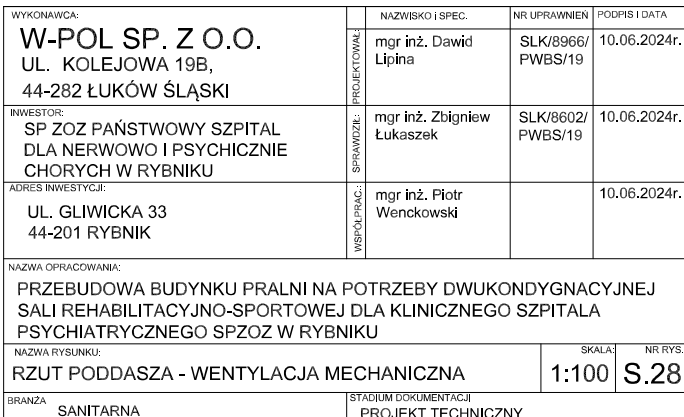 WYKONAWCA:
W-POL SP. Z O.O.
UL. KOLEJOWA 19B,
44-282 ŁUKÓW ŚLĄSKI
NAZWISKO i SPEC.
NR UPRAWNIEŃ
PODPIS I DATA
PROJEKTOWAŁ:
mgr inż. Dawid
Lipina
SLK/8966/
PWBS/19
10.06.2024r.
INWESTOR:
SP ZOZ PAŃSTWOWY SZPITAL
DLA NERWOWO I PSYCHICZNIE
CHORYCH W RYBNIKU
SPRAWDZIŁ:
mgr inż. Zbigniew
Łukaszek
SLK/8602/
PWBS/19
10.06.2024r.
ADRES INWESTYCJI:
UL. GLIWICKA 33
44-201 RYBNIK
WSPÓŁPRAC.:
mgr inż. Piotr
Wenckowski
10.06.2024r.
NAZWA OPRACOWANIA:
PRZEBUDOWA BUDYNKU PRALNI NA POTRZEBY DWUKONDYGNACYJNEJ
SALI REHABILITACYJNO-SPORTOWEJ DLA KLINICZNEGO SZPITALA
PSYCHIATRYCZNEGO SPZOZ W RYBNIKU
NAZWA RYSUNKU:
RZUT PODDASZA - WENTYLACJA MECHANICZNA
SKALA:
1:100
NR RYS.
S.28
BRANŻA
SANITARNA
STADIUM DOKUMENTACJI
PROJEKT TECHNICZNY